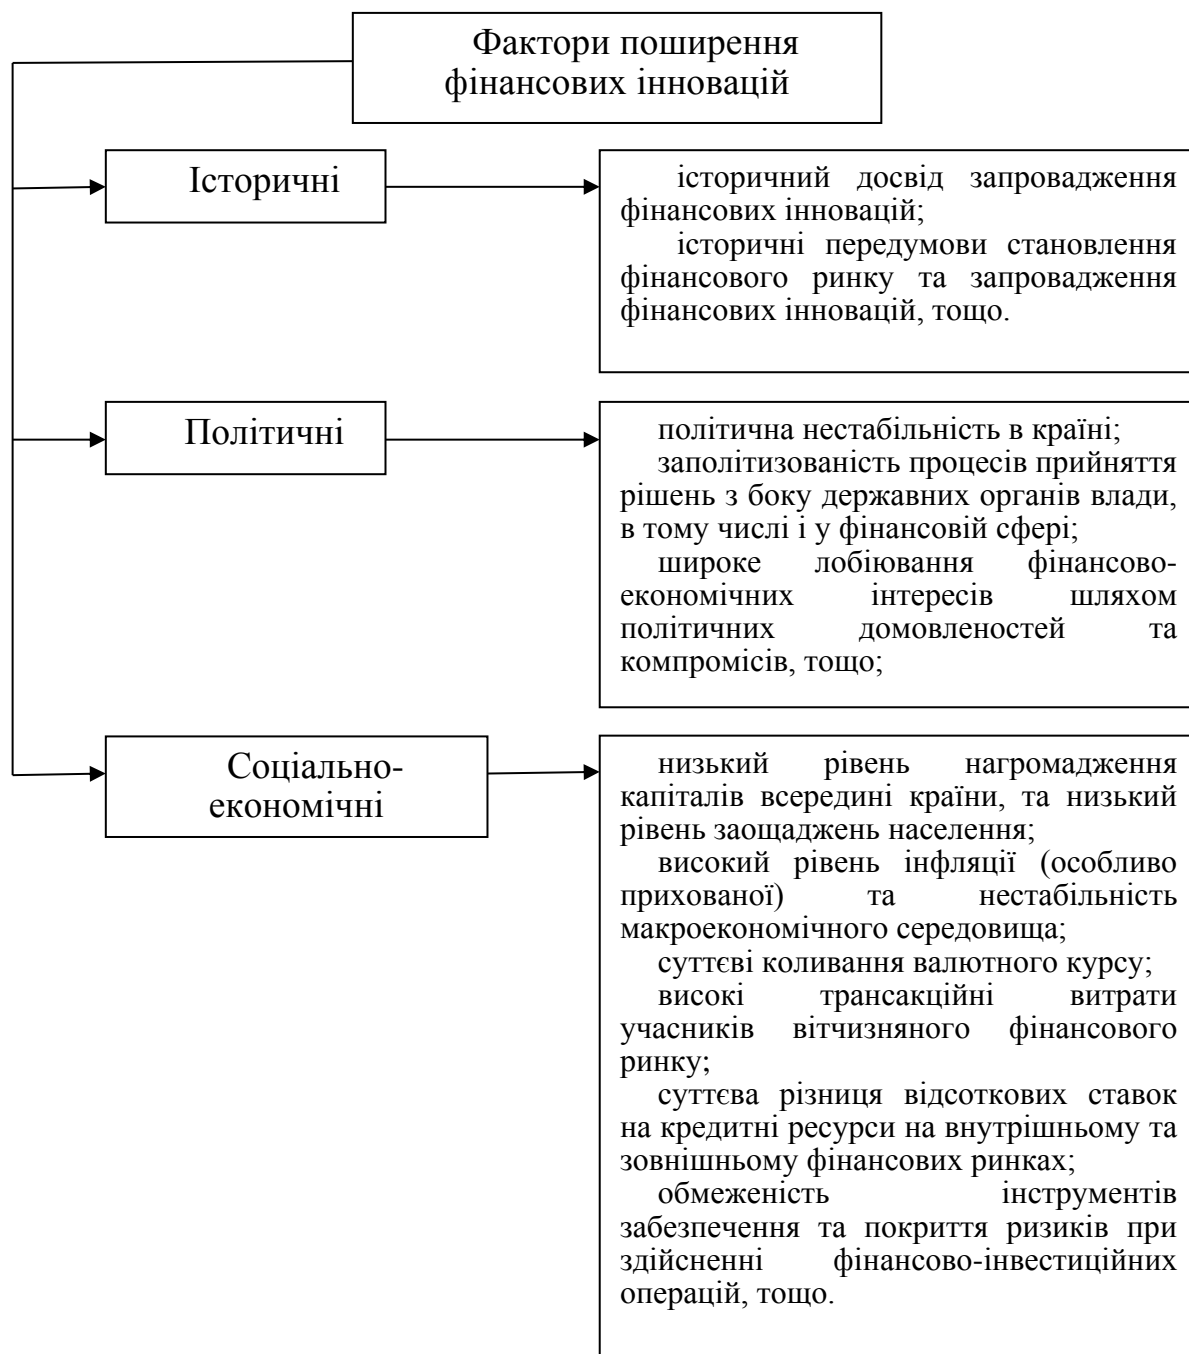 Фактори поширення
фінансових інновацій
Історичні
історичний досвід запровадження
фінансових інновацій;
історичні передумови становлення
фінансового ринку та запровадження
фінансових інновацій, тощо.
Політичні
політична нестабільність в країні;
заполітизованість процесів прийняття
рішень з боку державних органів влади,
в тому числі і у фінансовій сфері;
широке лобіювання фінансово-
економічних інтересів шляхом
політичних домовленостей та
компромісів, тощо;
Соціально-
економічні
низький рівень нагромадження
капіталів всередині країни, та низький
рівень заощаджень населення;
високий рівень інфляції (особливо
прихованої) та нестабільність
макроекономічного середовища;
суттєві коливання валютного курсу;
високі трансакційні витрати
учасників вітчизняного фінансового
ринку;
суттєва різниця відсоткових ставок
на кредитні ресурси на внутрішньому та
зовнішньому фінансових ринках;
обмеженість інструментів
забезпечення та покриття ризиків при
здійсненні фінансово-інвестиційних
операцій, тощо.